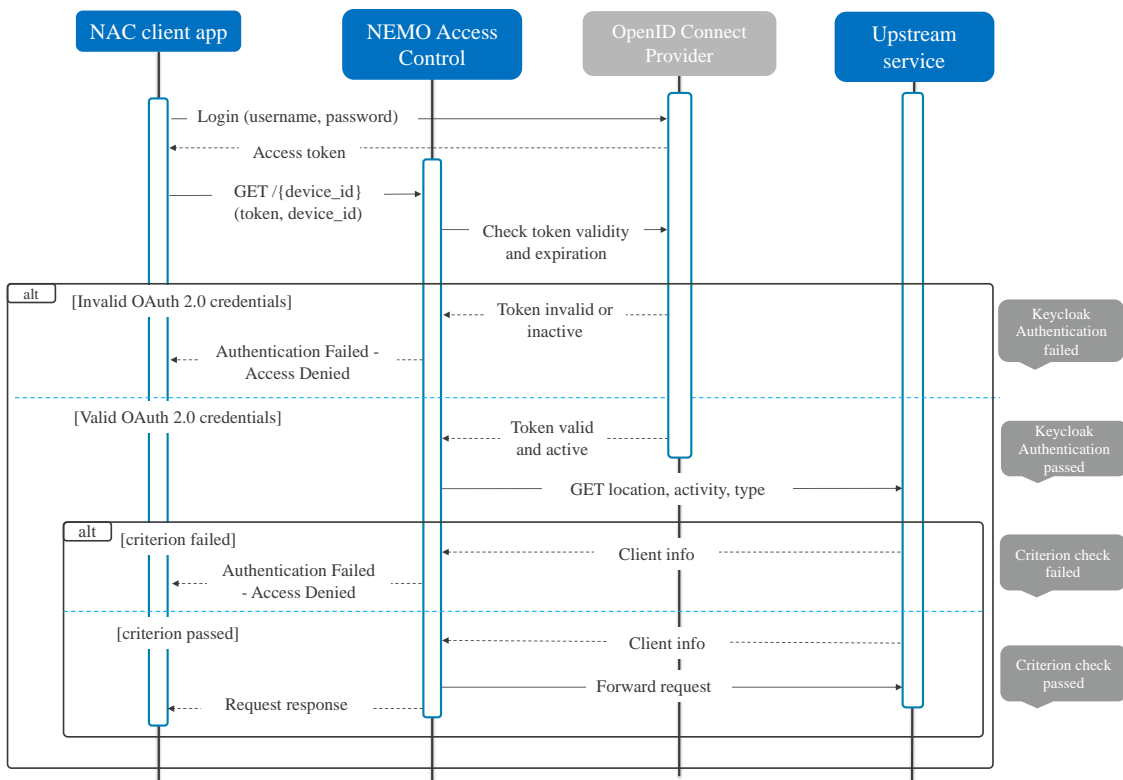 NAC client app
NEMO Access
Control
OpenID Connect
Provider
Upstream
service
Login (username, password)
Access token
GET /{device_id}
(token, device_id)
Check token validity
and expiration
alt
[Invalid OAuth 2.0 credentials]
Token invalid or
inactive
Keycloak
Authentication
failed
Authentication Failed -
Access Denied
[Valid OAuth 2.0 credentials]
Token valid
and active
Keycloak
Authentication
passed
GET location, activity, type
alt
[criterion failed]
Client info
Criterion check
failed
Authentication Failed
- Access Denied
[criterion passed]
Client info
Criterion check
passed
Forward request
Request response